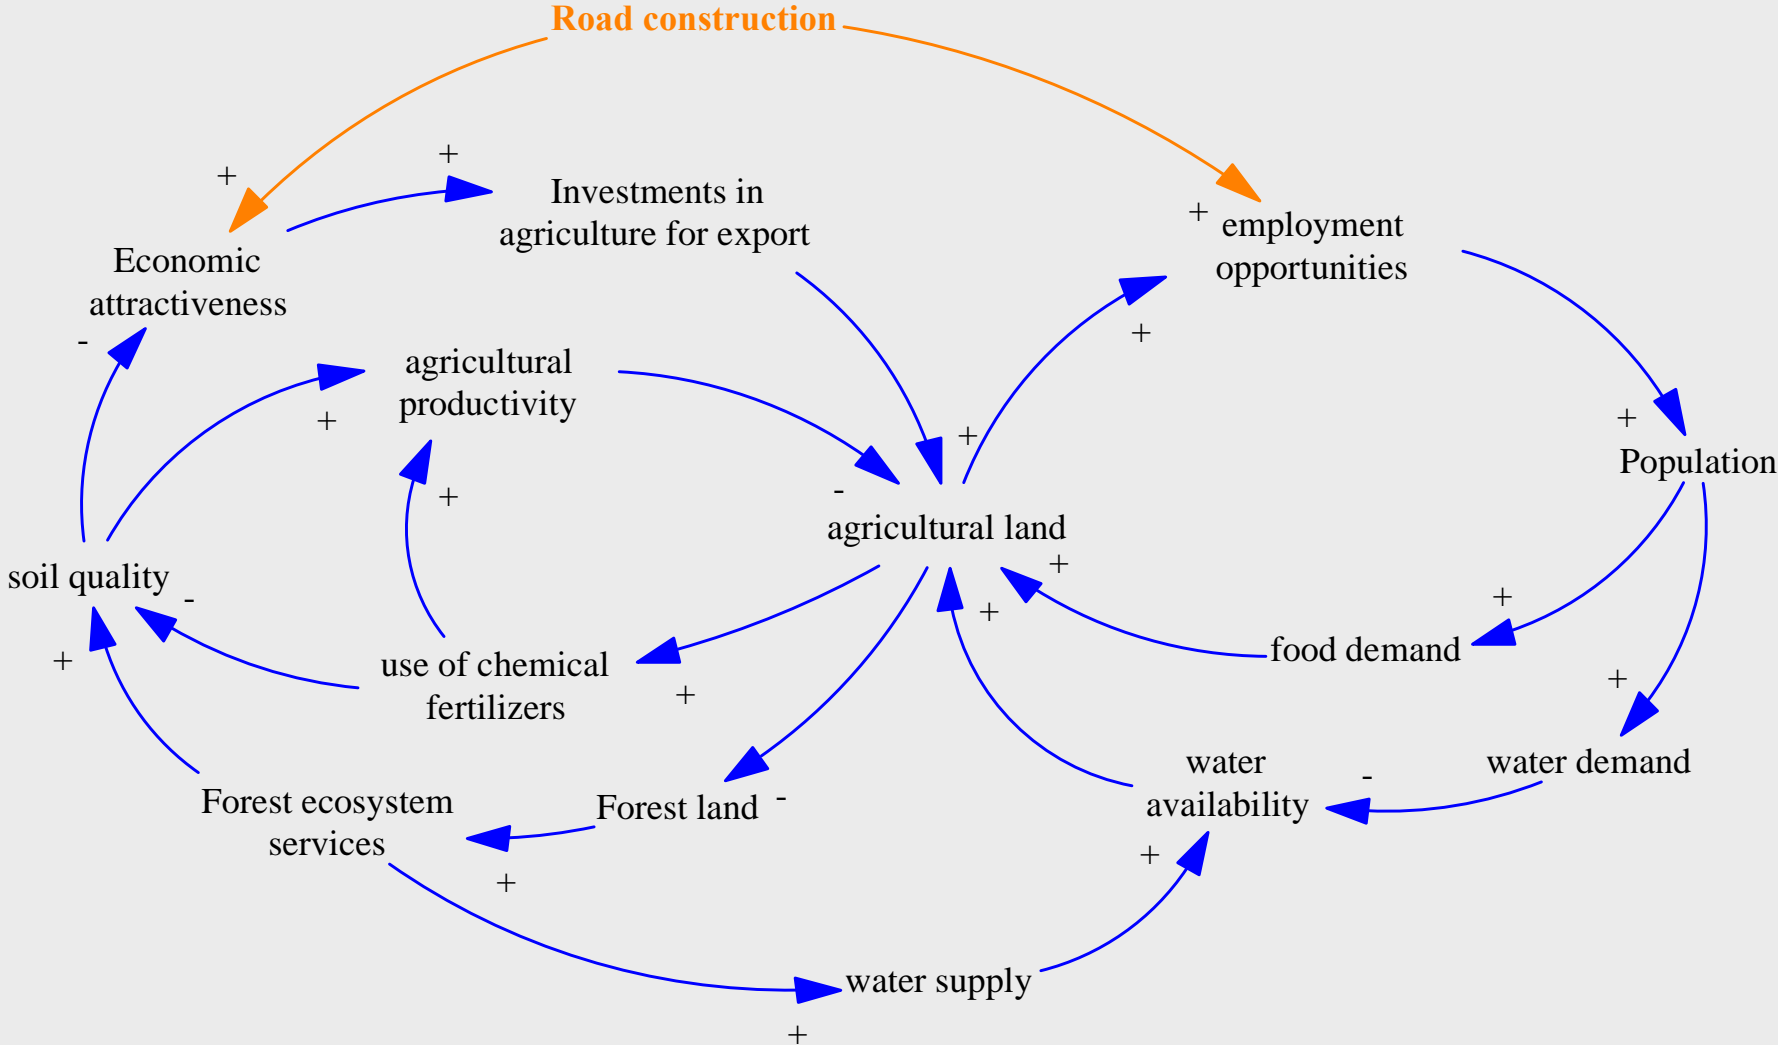 Road construction
+
+
Investments in
agriculture for export
+
employment
opportunities
Economic
attractiveness
-
+
agricultural
productivity
+
+
+
Population
-
+
agricultural land
+
soil quality
-
+
+
food demand
+
use of chemical
fertilizers
+
+
+
water
availability
-
water demand
Forest ecosystem
services
Forest land
-
+
+
water supply
+